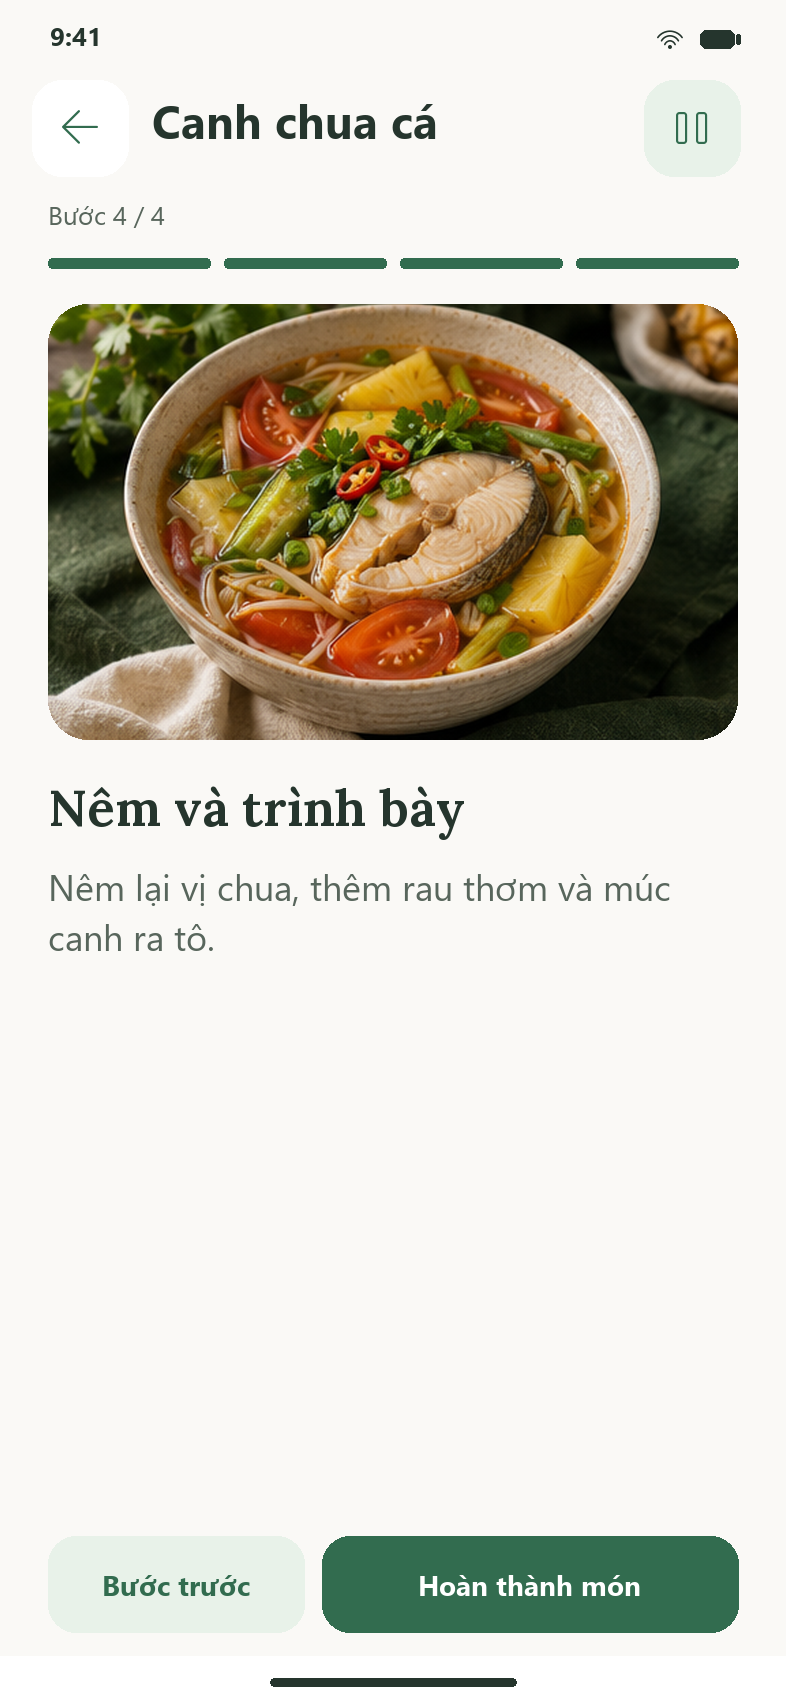 9:41
Canh chua cá
Bước 4 / 4
Nêm và trình bày
Nêm lại vị chua, thêm rau thơm và múc
canh ra tô.
Bước trước
Hoàn thành món